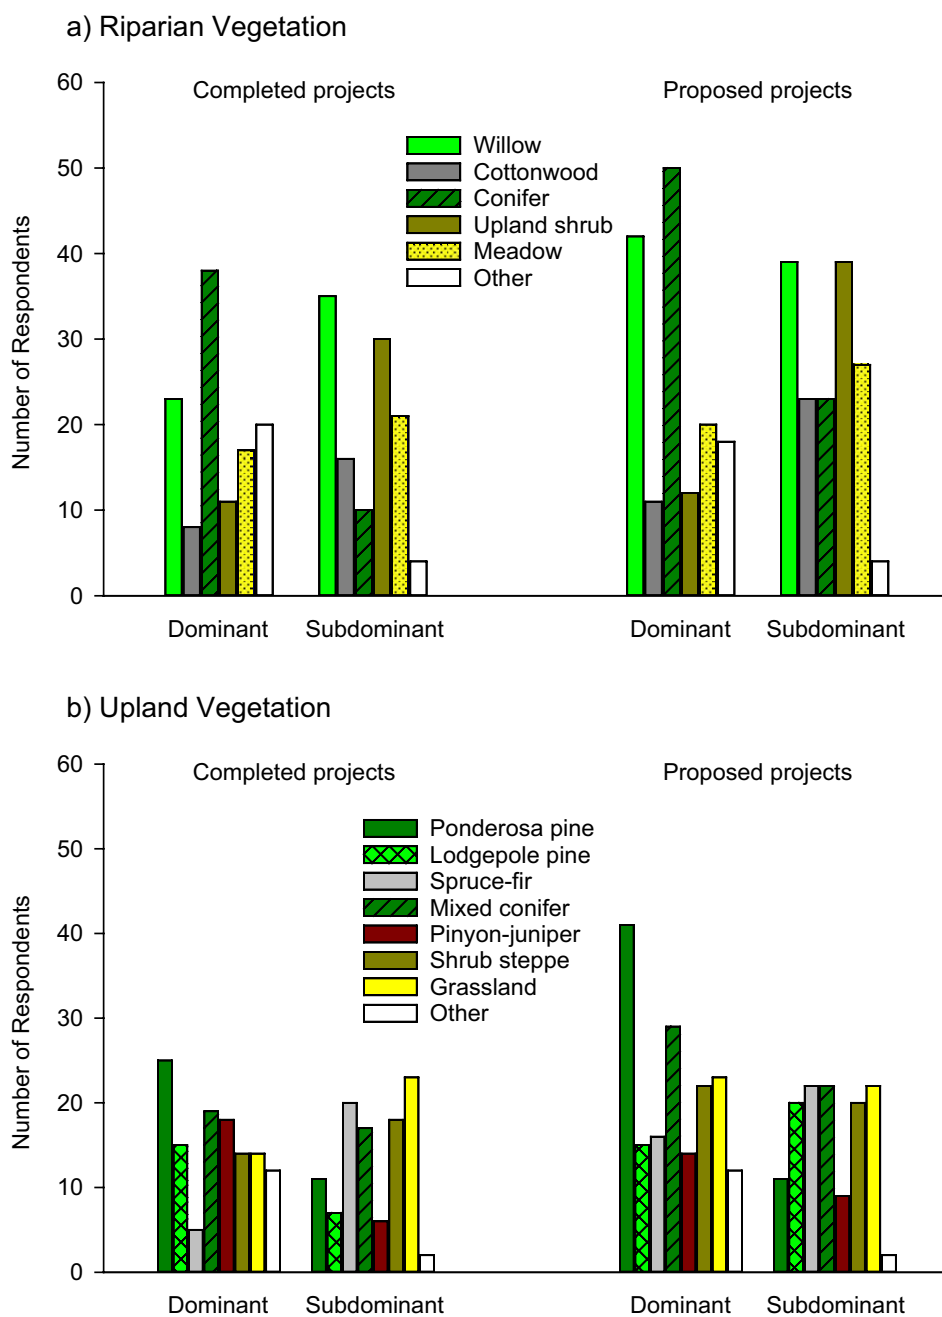 a) Riparian Vegetation
Completed projects
Proposed projects
Willow
Cottonwood
Conifer
Upland shrub
Meadow
Other
Number of Respondents
60
50
40
30
20
10
0
Dominant
Subdominant
Dominant
Subdominant
b) Upland Vegetation
Completed projects
Proposed projects
Ponderosa pine
Lodgepole pine
Spruce-fir
Mixed conifer
Pinyon-juniper
Shrub steppe
Grassland
Other
Number of Respondents
60
50
40
30
20
10
0
Dominant
Subdominant
Dominant
Subdominant